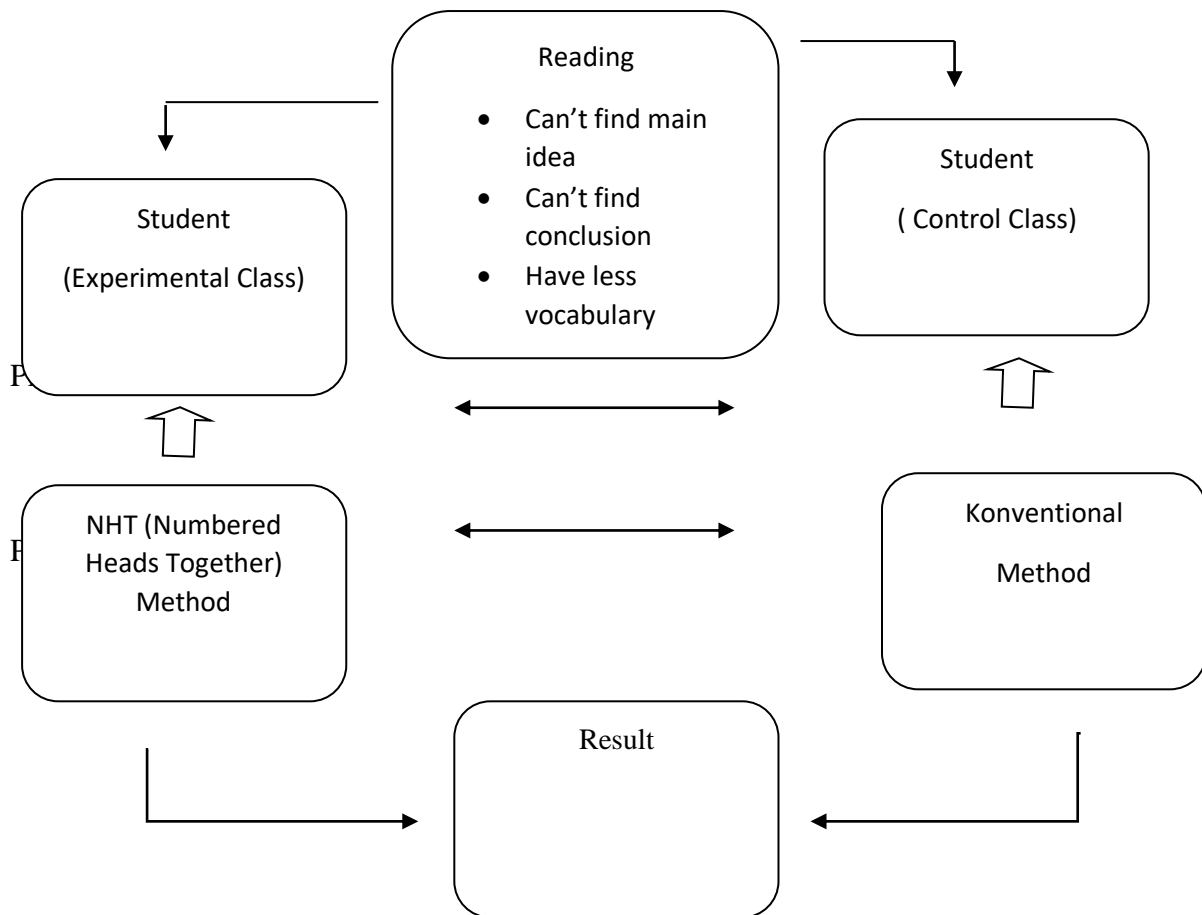 Reading
• Can’t find main
idea
• Can’t find
conclusion
• Have less
vocabulary
Student
(Experimental Class)
Student
( Control Class)
NHT (Numbered
Heads Together)
Method
Konventional
Method
Result